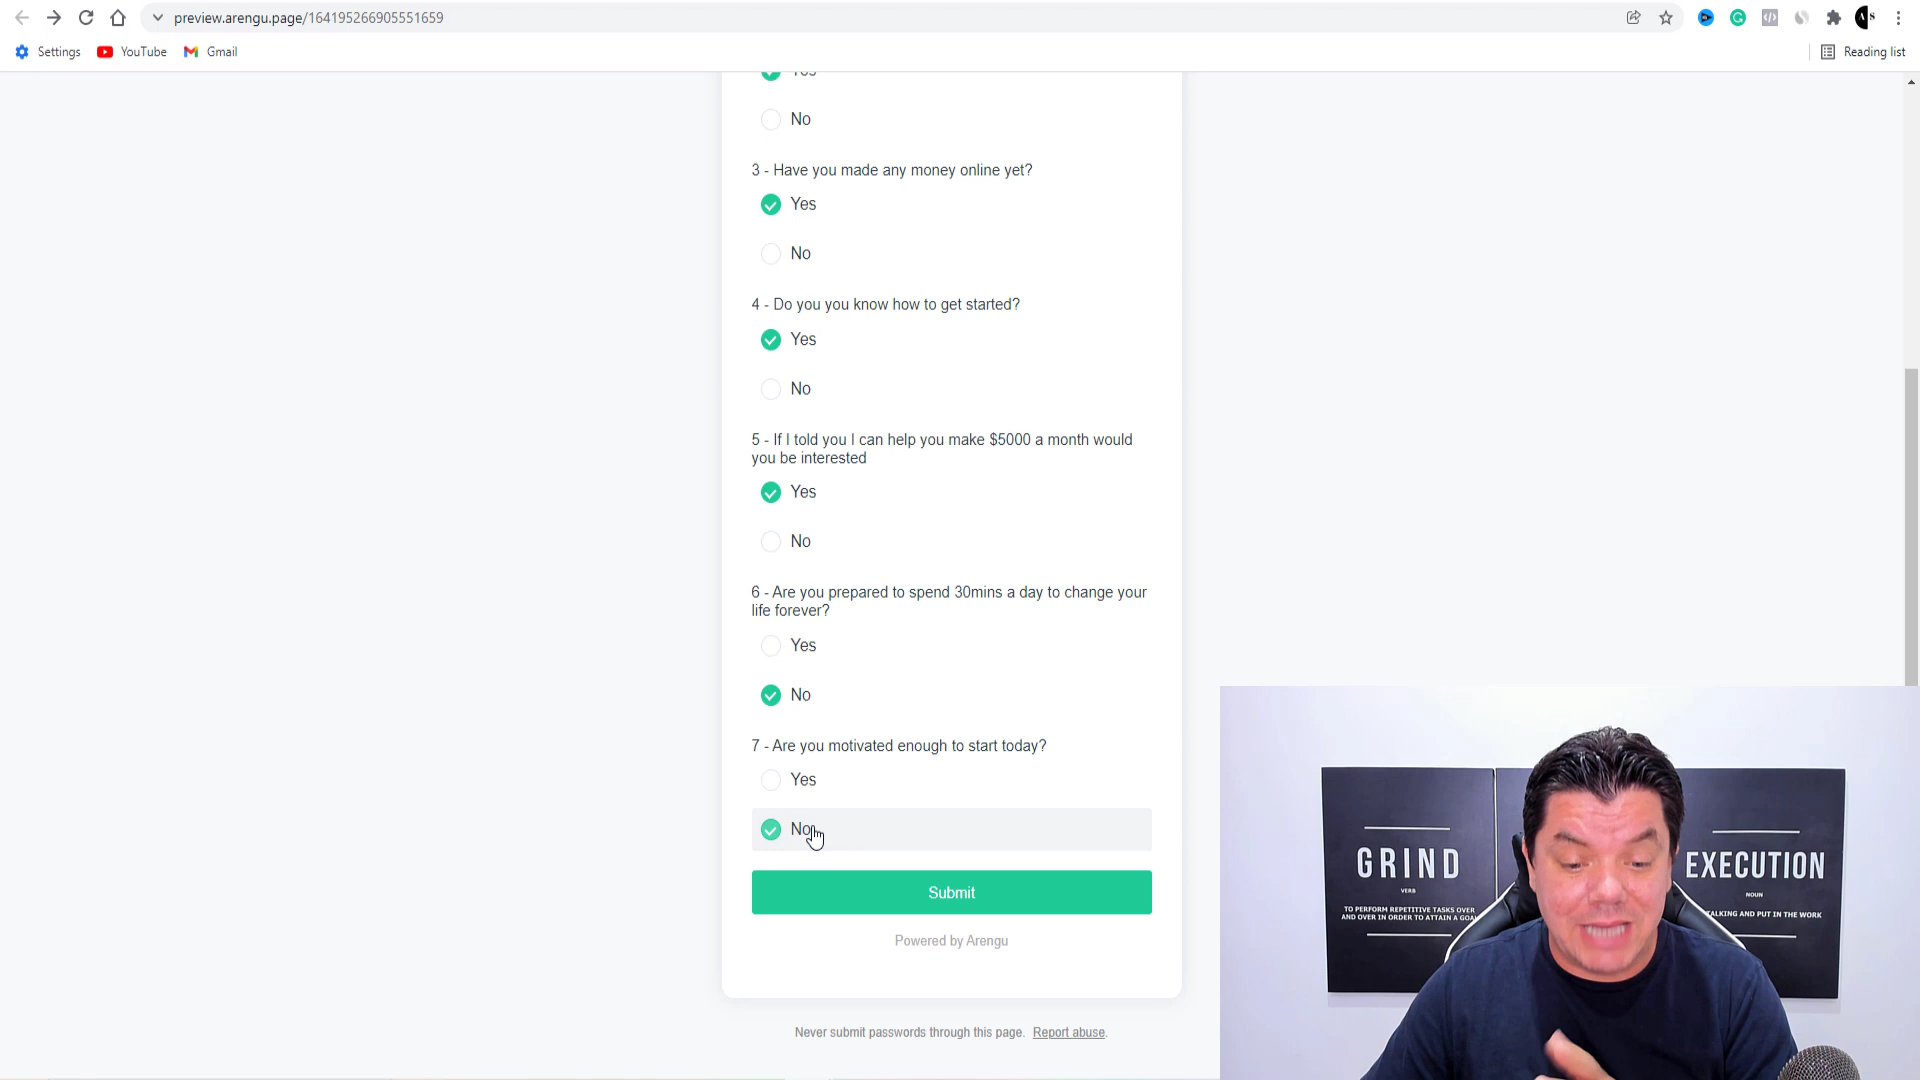 preview.arengu.page/164195266905551659
Settings YouTube Gmail Reading list
Yes
No
3 - Have you made any money online yet?
Yes
No
4 - Do you you know how to get started?
Yes
No
5 - If I told you I can help you make $5000 a month would
you be interested
Yes
No
6 - Are you prepared to spend 30mins a day to change your
life forever?
Yes
No
7 - Are you motivated enough to start today?
Yes
No
Submit
Powered by Arengu
Never submit passwords through this page. Report abuse.
GRIND
VERB
TO PERFORM REPETITIVE TASKS OVER
AND OVER IN ORDER TO ATTAIN A GOAL
EXECUTION
NOUN
TALKING AND PUT IN THE WORK